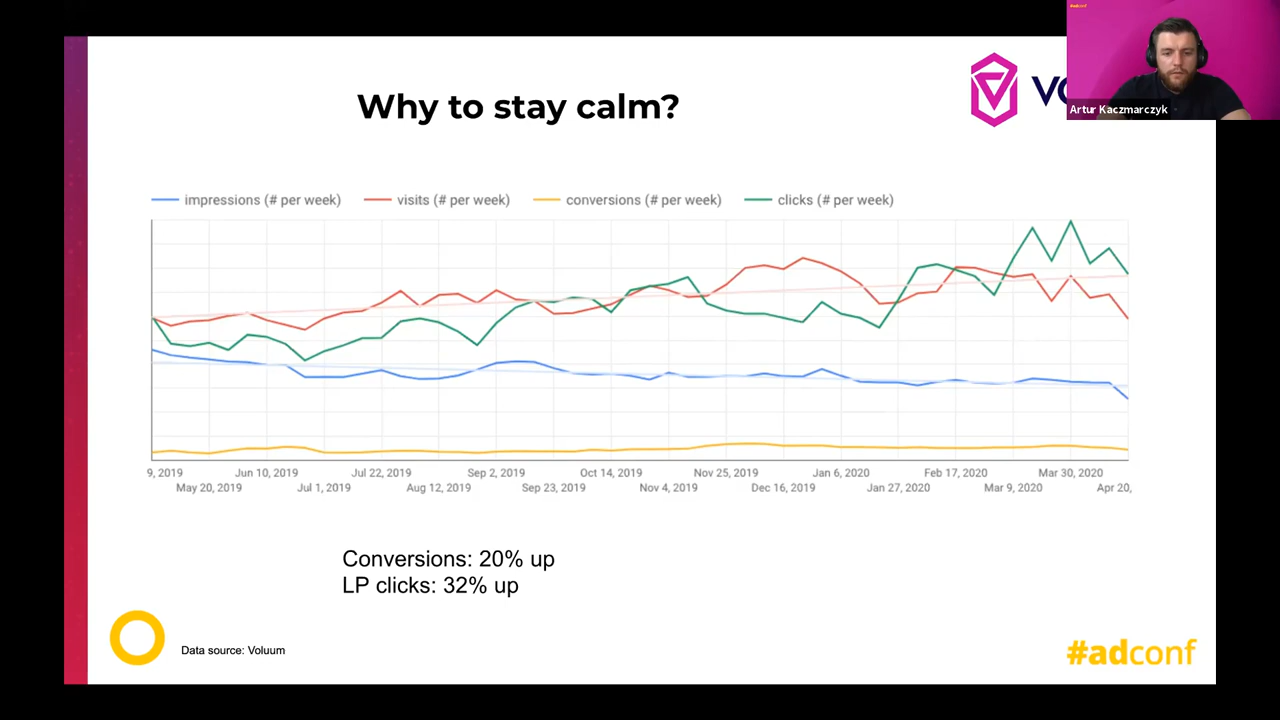 #adconf
Why to stay calm?
Artur Kaczmarczyk
impressions (# per week) visits (# per week) conversions (# per week) clicks (# per week)
9, 2019 Jun 10, 2019 Jul 22, 2019 Sep 2, 2019 Oct 14, 2019 Nov 25, 2019 Jan 6, 2020 Feb 17, 2020 Mar 30, 2020
May 20, 2019 Jul 1, 2019 Aug 12, 2019 Sep 23, 2019 Nov 4, 2019 Dec 16, 2019 Jan 27, 2020 Mar 9, 2020 Apr 20,
Conversions: 20% up
LP clicks: 32% up
Data source: Voluum
#adconf